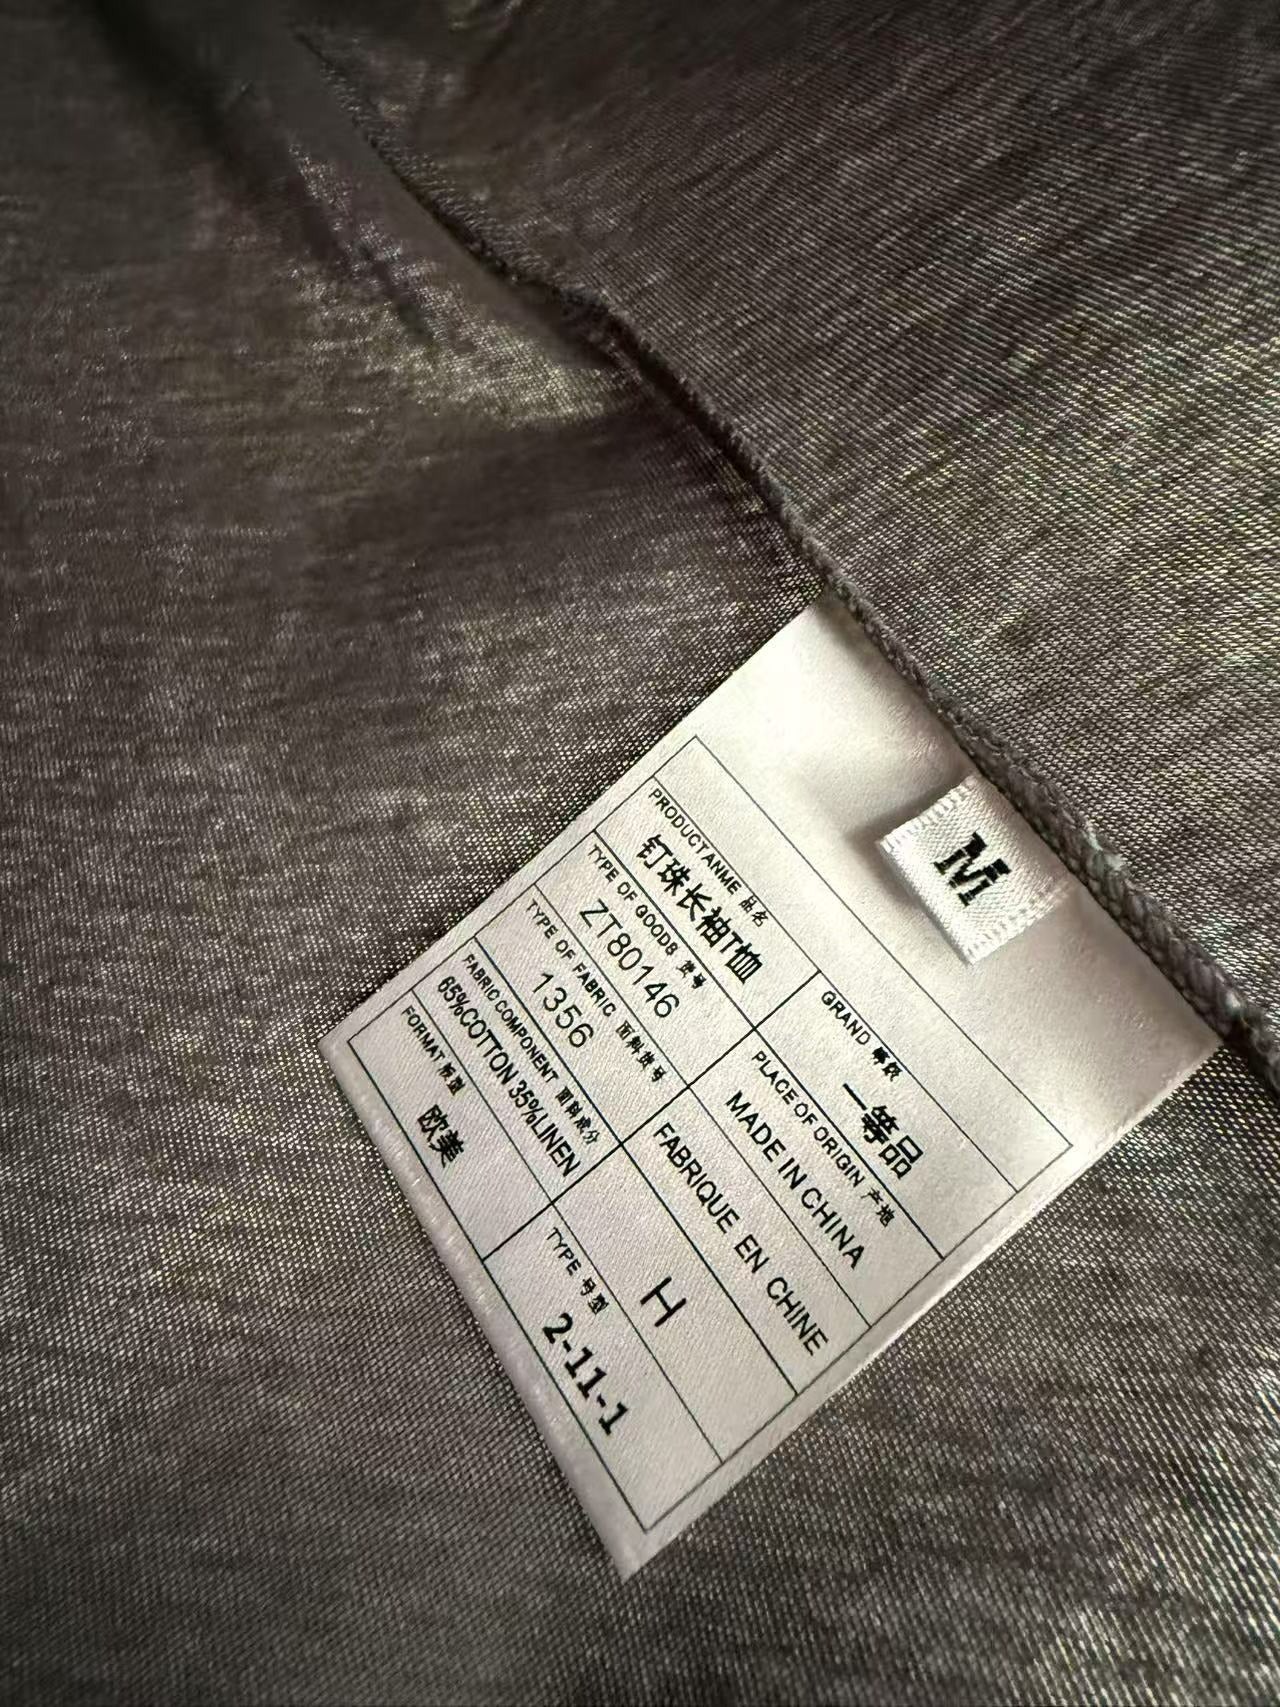 M
PRODUCTANME 品名
钉珠长袖T恤
GRAND 等级
一等品
TYPE OF GOODS 货号
ZT80146
PLACE OF ORIGIN 产地
MADE IN CHINA
TYPE OF FABRIC 面料货号
1356
FABRIQUE EN CHINE
FABRIC COMPONENT 面料成分
65%COTTON 35%LINEN
H
FORMAT 板型
欧美
TYPE 号型
2-11-1